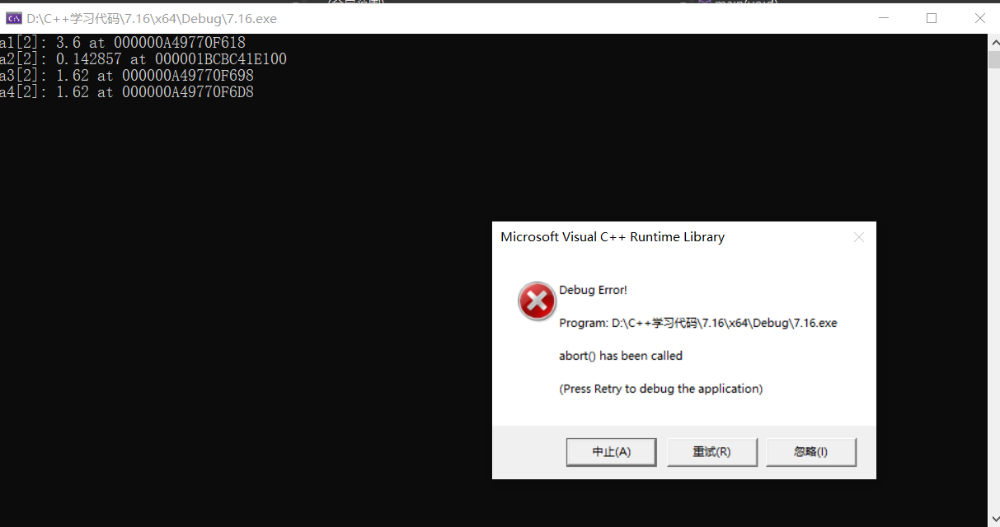 D:\C++学习代码\7.16\x64\Debug\7.16.exe
a1[2]: 3.6 at 000000A49770F618
a2[2]: 0.142857 at 000001BCBC41E100
a3[2]: 1.62 at 000000A49770F698
a4[2]: 1.62 at 000000A49770F6D8
Microsoft Visual C++ Runtime Library
Debug Error!
Program: D:\C++学习代码\7.16\x64\Debug\7.16.exe
abort() has been called
(Press Retry to debug the application)
中止(A) 重试(R) 忽略(I)